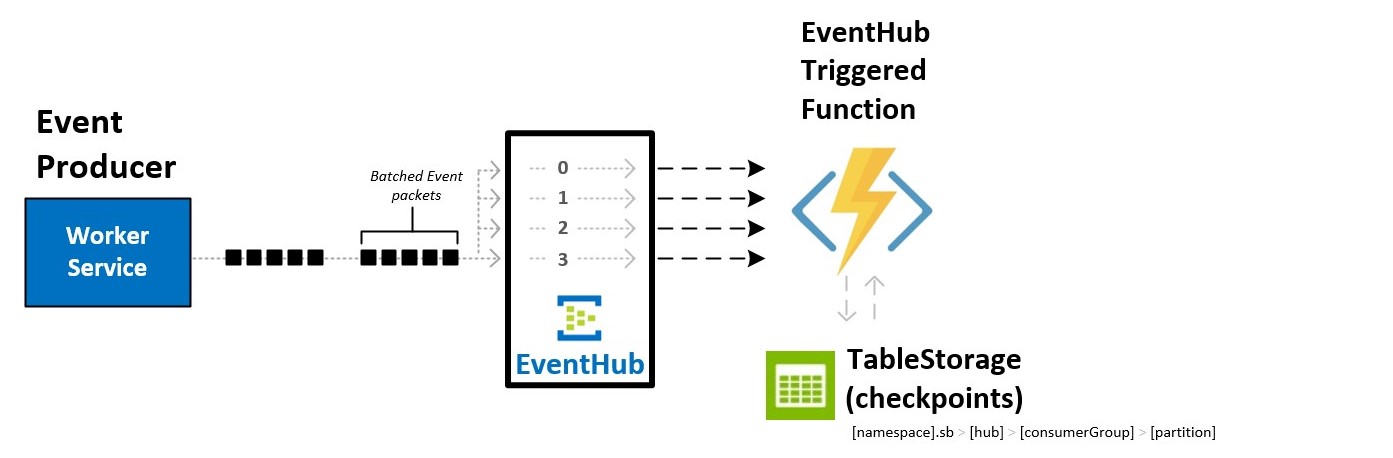 Event
Producer
Worker
Service
Batched Event
packets
0
1
2
3
EventHub
EventHub
Triggered
Function
TableStorage
(checkpoints)
[namespace].sb > [hub] > [consumerGroup] > [partition]